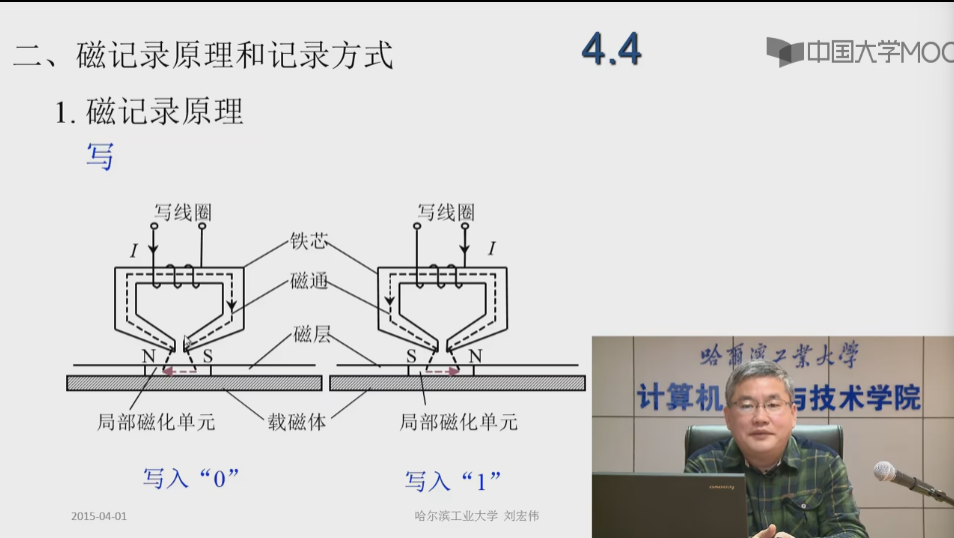 二、磁记录原理和记录方式
4.4
中国大学MOO
1. 磁记录原理
写
写线圈
写线圈
I
I
铁芯
磁通
磁层
N S
S N
局部磁化单元
载磁体
局部磁化单元
写入“0”
写入“1”
2015-04-01
哈尔滨工业大学 刘宏伟
哈尔滨工业大学
计算机
与技术学院